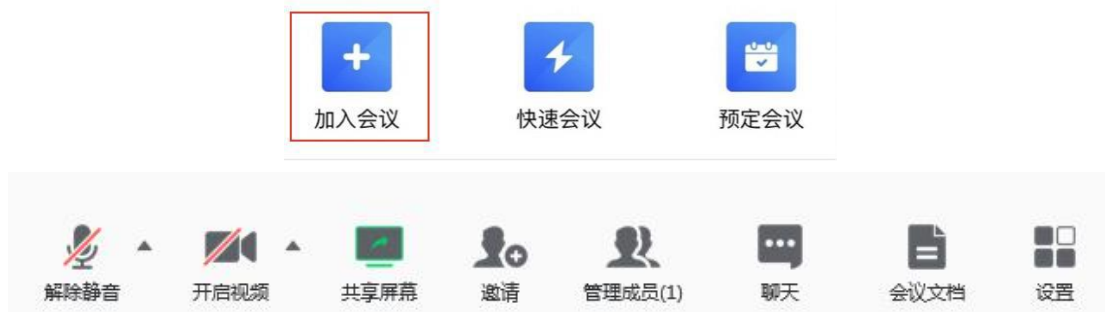 加入会议 快速会议 预定会议
解除静音 开启视频 共享屏幕 邀请 管理成员(1) 聊天 会议文档 设置